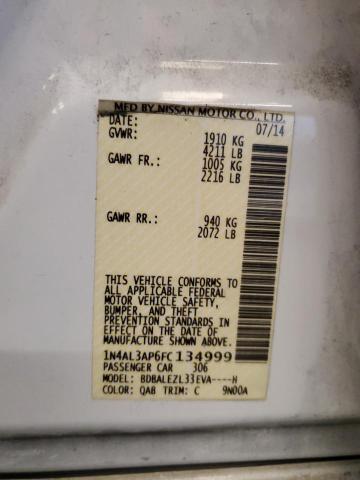 MFD BY NISSAN MOTOR CO., LTD.
DATE: 07/14
GVWR: 1910 KG
4211 LB
GAWR FR.: 1005 KG
2216 LB
GAWR RR.: 940 KG
2072 LB
THIS VEHICLE CONFORMS TO
ALL APPLICABLE FEDERAL
MOTOR VEHICLE SAFETY,
BUMPER, AND THEFT
PREVENTION STANDARDS IN
EFFECT ON THE DATE OF
MANUFACTURE SHOWN ABOVE.
1N4AL3AP6FC134999
PASSENGER CAR 306
MODEL: BDBALEZL33EVA----H
COLOR: QAB TRIM: C 9N00A